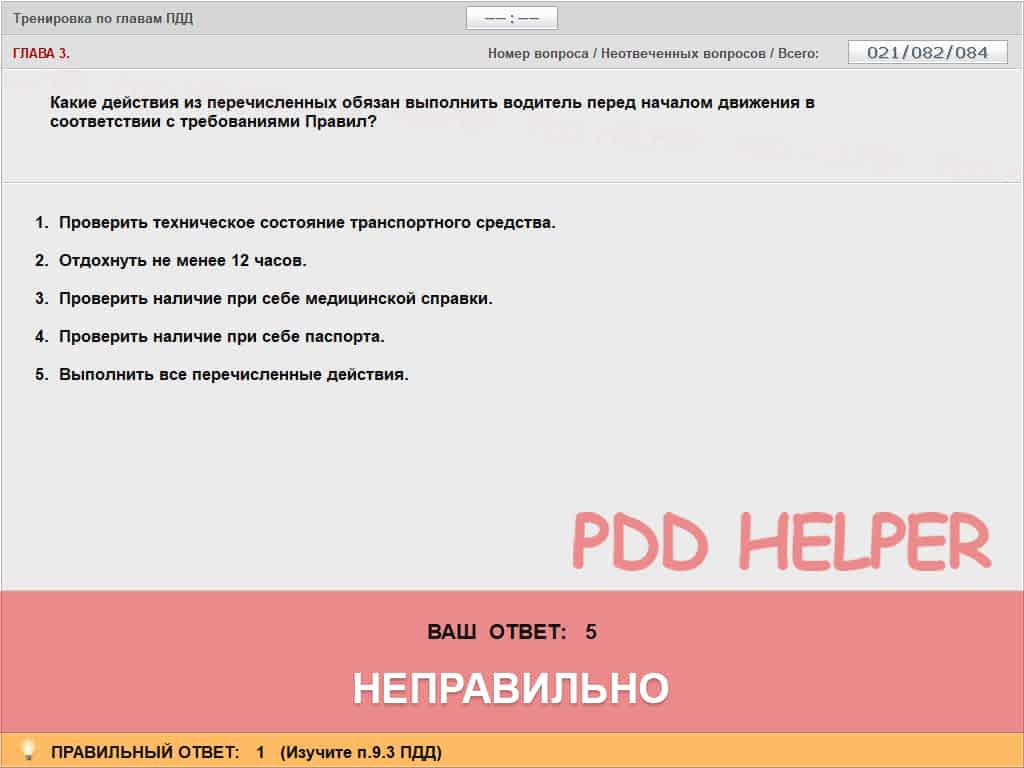 Тренировка по главам ПДД
—— : ——
ГЛАВА 3.
Номер вопроса / Неотвеченных вопросов / Всего:
021/082/084
Какие действия из перечисленных обязан выполнить водитель перед началом движения в
соответствии с требованиями Правил?
1. Проверить техническое состояние транспортного средства.
2. Отдохнуть не менее 12 часов.
3. Проверить наличие при себе медицинской справки.
4. Проверить наличие при себе паспорта.
5. Выполнить все перечисленные действия.
PDD HELPER
ВАШ ОТВЕТ: 5
НЕПРАВИЛЬНО
ПРАВИЛЬНЫЙ ОТВЕТ: 1 (Изучите п.9.3 ПДД)